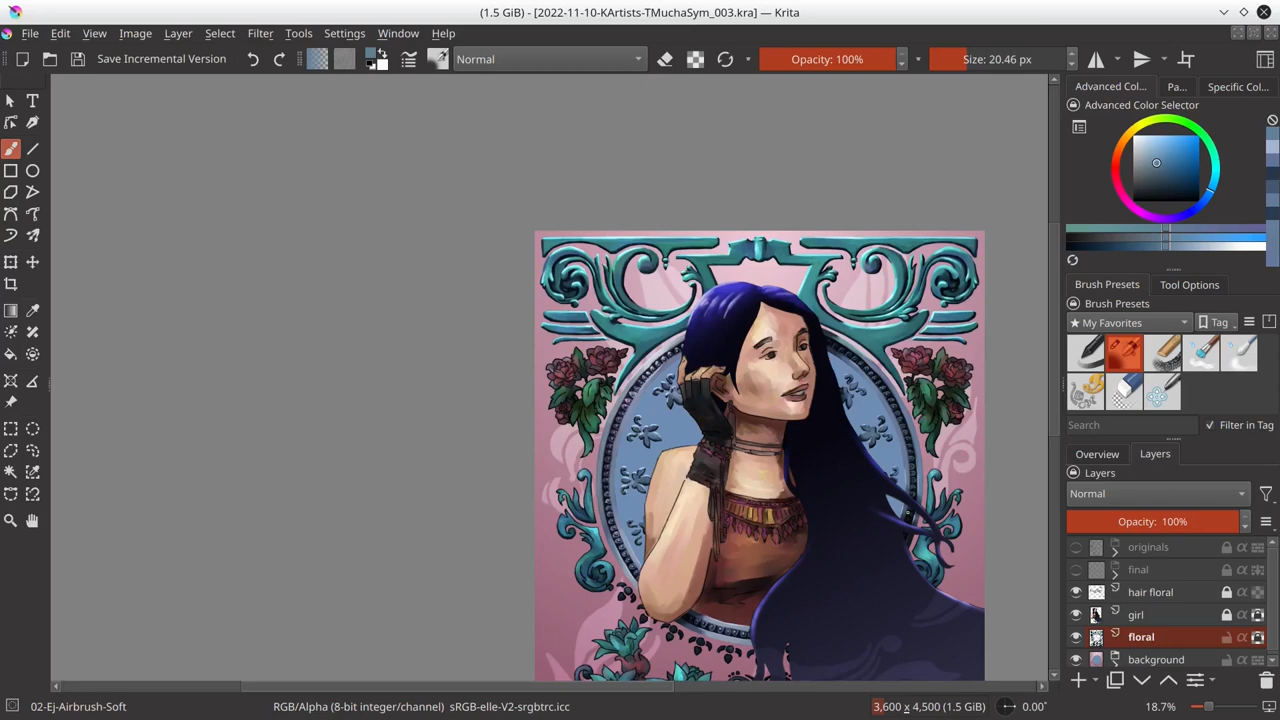 (1.5 GiB) - [2022-11-10-KArtists-TMuchaSym_003.kra] — Krita
File Edit View Image Layer Select Filter Tools Settings Window Help
Save Incremental Version
Normal
Opacity: 100%
Size: 20.46 px
Advanced Col...
Pa...
Specific Col...
Advanced Color Selector
Brush Presets
Tool Options
Brush Presets
★ My Favorites
Tag
Search
Filter in Tag
Overview
Layers
Layers
Normal
Opacity: 100%
originals
final
hair floral
girl
floral
background
02-Ej-Airbrush-Soft
RGB/Alpha (8-bit integer/channel) sRGB-elle-V2-srgbtrc.icc
3,600 x 4,500 (1.5 GiB)
0.00°
18.7%